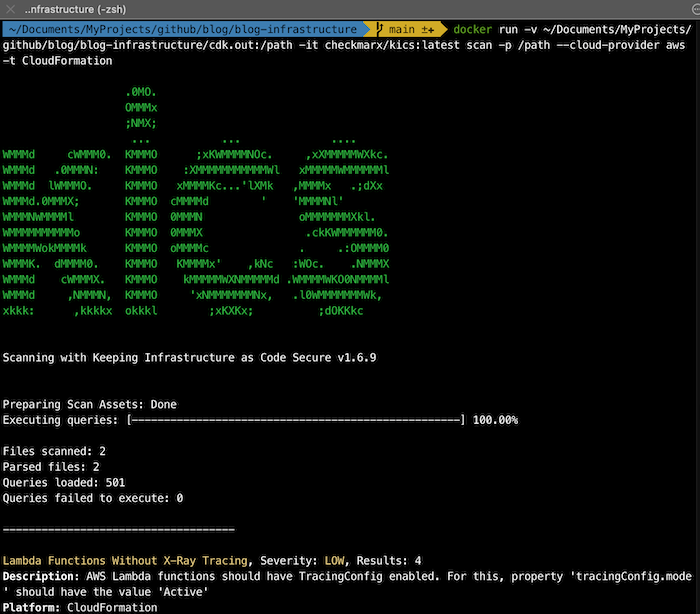 ..nfrastructure (-zsh)
~/Documents/MyProjects/github/blog/blog-infrastructure main ±+ docker run -v ~/Documents/MyProjects/
github/blog/blog-infrastructure/cdk.out:/path -it checkmarx/kics:latest scan -p /path --cloud-provider aws
-t CloudFormation
.0MO.
OMMMx
;NMX;
... ... ....
WMMMd cWMMM0. KMMMO ;xKWMMMMNOc. ,xXMMMMMWXkc.
WMMMd .0MMMN: KMMMO :XMMMMMMMMMMMWl xMMMMMWMMMMMMl
WMMMd lWMMMO. KMMMO xMMMMKc...'lXMk ,MMMMx .;dXx
WMMMd.0MMMX; KMMMO cMMMMd ' 'MMMMNl'
WMMMNWMMMMl KMMMO 0MMMN oMMMMMMMXkl.
WMMMMMMMMMMo KMMMO 0MMMX .ckKWMMMMMM0.
WMMMMWokMMMMk KMMMO oMMMMc . .:OMMMM0
WMMMK. dMMMM0. KMMMO KMMMMx' ,kNc :WOc. .NMMMX
WMMMd cWMMMX. KMMMO kMMMMMWXNMMMMMd .WMMMMWKO0NMMMMl
WMMMd ,NMMMN, KMMMO 'xNMMMMMMMNx, .l0WMMMMMMMWk,
xkkk: ,kkkkx okkkl ;xKXKx; ;dOKKkc
Scanning with Keeping Infrastructure as Code Secure v1.6.9
Preparing Scan Assets: Done
Executing queries: [---------------------------------------------------] 100.00%
Files scanned: 2
Parsed files: 2
Queries loaded: 501
Queries failed to execute: 0
------------------------------------
Lambda Functions Without X-Ray Tracing, Severity: LOW, Results: 4
Description: AWS Lambda functions should have TracingConfig enabled. For this, property 'tracingConfig.mode
' should have the value 'Active'
Platform: CloudFormation